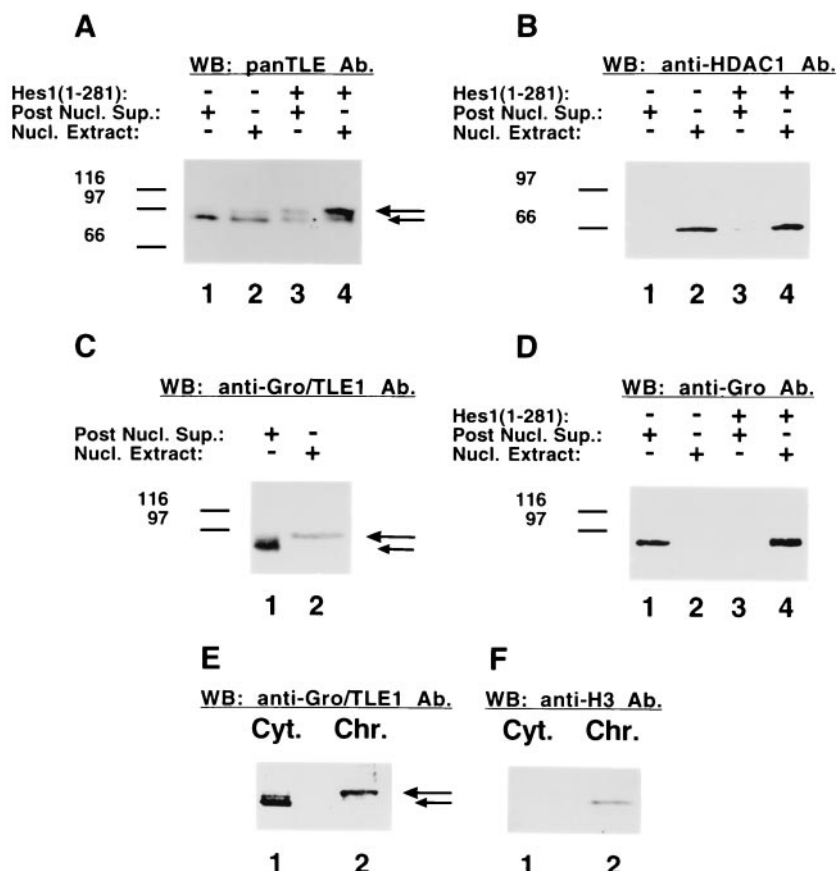 A
WB: panTLE Ab.
Hes1(1-281): - - + +
Post Nucl. Sup.: + - + -
Nucl. Extract: - + - +
116
97
66
1 2 3 4
B
WB: anti-HDAC1 Ab.
Hes1(1-281): - - + +
Post Nucl. Sup.: + - + -
Nucl. Extract: - + - +
97
66
1 2 3 4
C
WB: anti-Gro/TLE1 Ab.
Post Nucl. Sup.: + -
Nucl. Extract: - +
116
97
1 2
D
WB: anti-Gro Ab.
Hes1(1-281): - - + +
Post Nucl. Sup.: + - + -
Nucl. Extract: - + - +
116
97
1 2 3 4
E
WB: anti-Gro/TLE1 Ab.
Cyt. Chr.
1 2
F
WB: anti-H3 Ab.
Cyt. Chr.
1 2